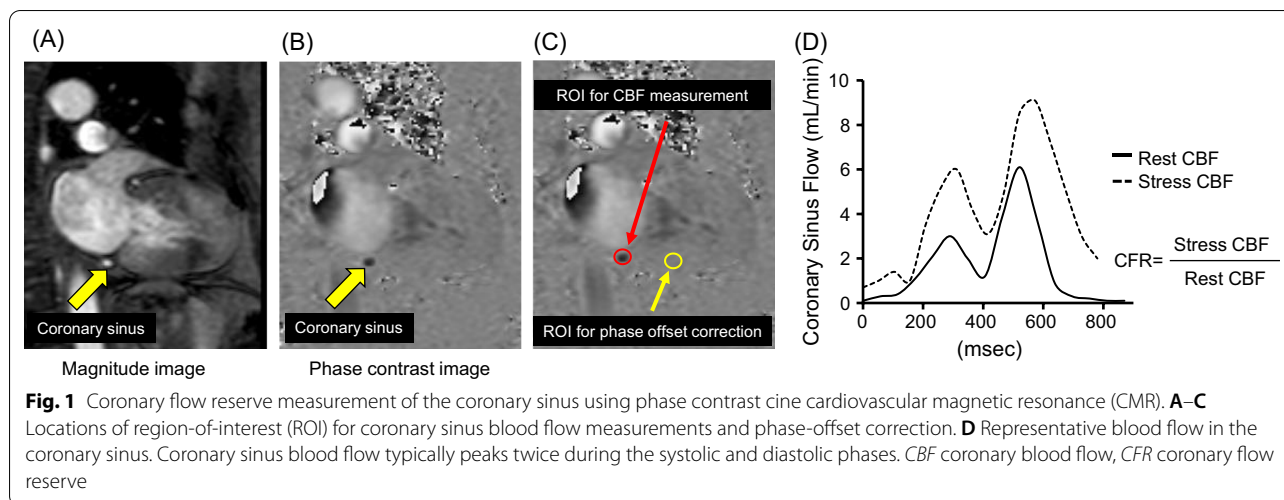 (A)
(B)
(C)
(D)
ROI for CBF measurement
Coronary sinus
Coronary sinus
ROI for phase offset correction
Magnitude image
Phase contrast image
Coronary Sinus Flow (mL/min)
10
8
6
4
2
0
0 200 400 600 800
(msec)
Rest CBF
Stress CBF
CFR= Stress CBF
Rest CBF
Fig. 1 Coronary flow reserve measurement of the coronary sinus using phase contrast cine cardiovascular magnetic resonance (CMR). A–C
Locations of region-of-interest (ROI) for coronary sinus blood flow measurements and phase-offset correction. D Representative blood flow in the
coronary sinus. Coronary sinus blood flow typically peaks twice during the systolic and diastolic phases. CBF coronary blood flow, CFR coronary flow
reserve